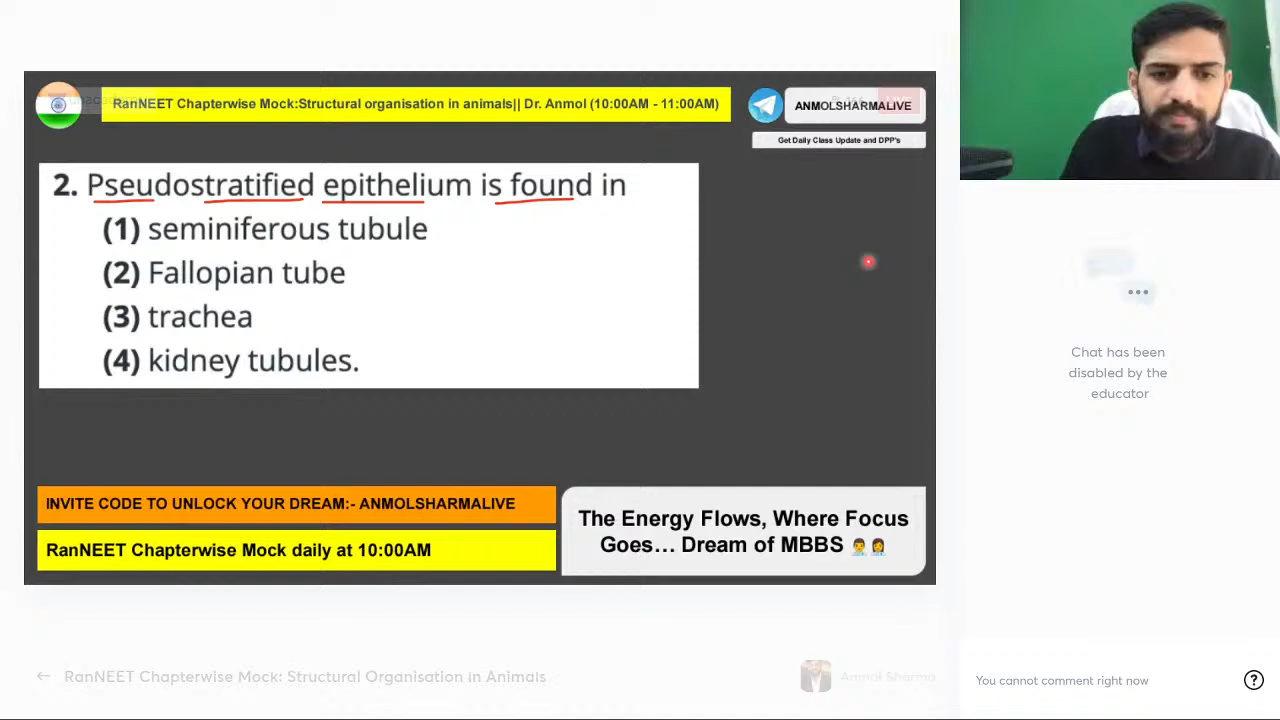 RanNEET Chapterwise Mock:Structural organisation in animals|| Dr. Anmol (10:00AM - 11:00AM)
ANMOLSHARMALIVE
Got Daily Class Update and DPP's
2. Pseudostratified epithelium is found in
(1) seminiferous tubule
(2) Fallopian tube
(3) trachea
(4) kidney tubules.
INVITE CODE TO UNLOCK YOUR DREAM:- ANMOLSHARMALIVE
RanNEET Chapterwise Mock daily at 10:00AM
The Energy Flows, Where Focus
Goes... Dream of MBBS
Chat has been
disabled by the
educator
RanNEET Chapterwise Mock: Structural Organisation in Animals
Anmol Sharma
You cannot comment right now
?